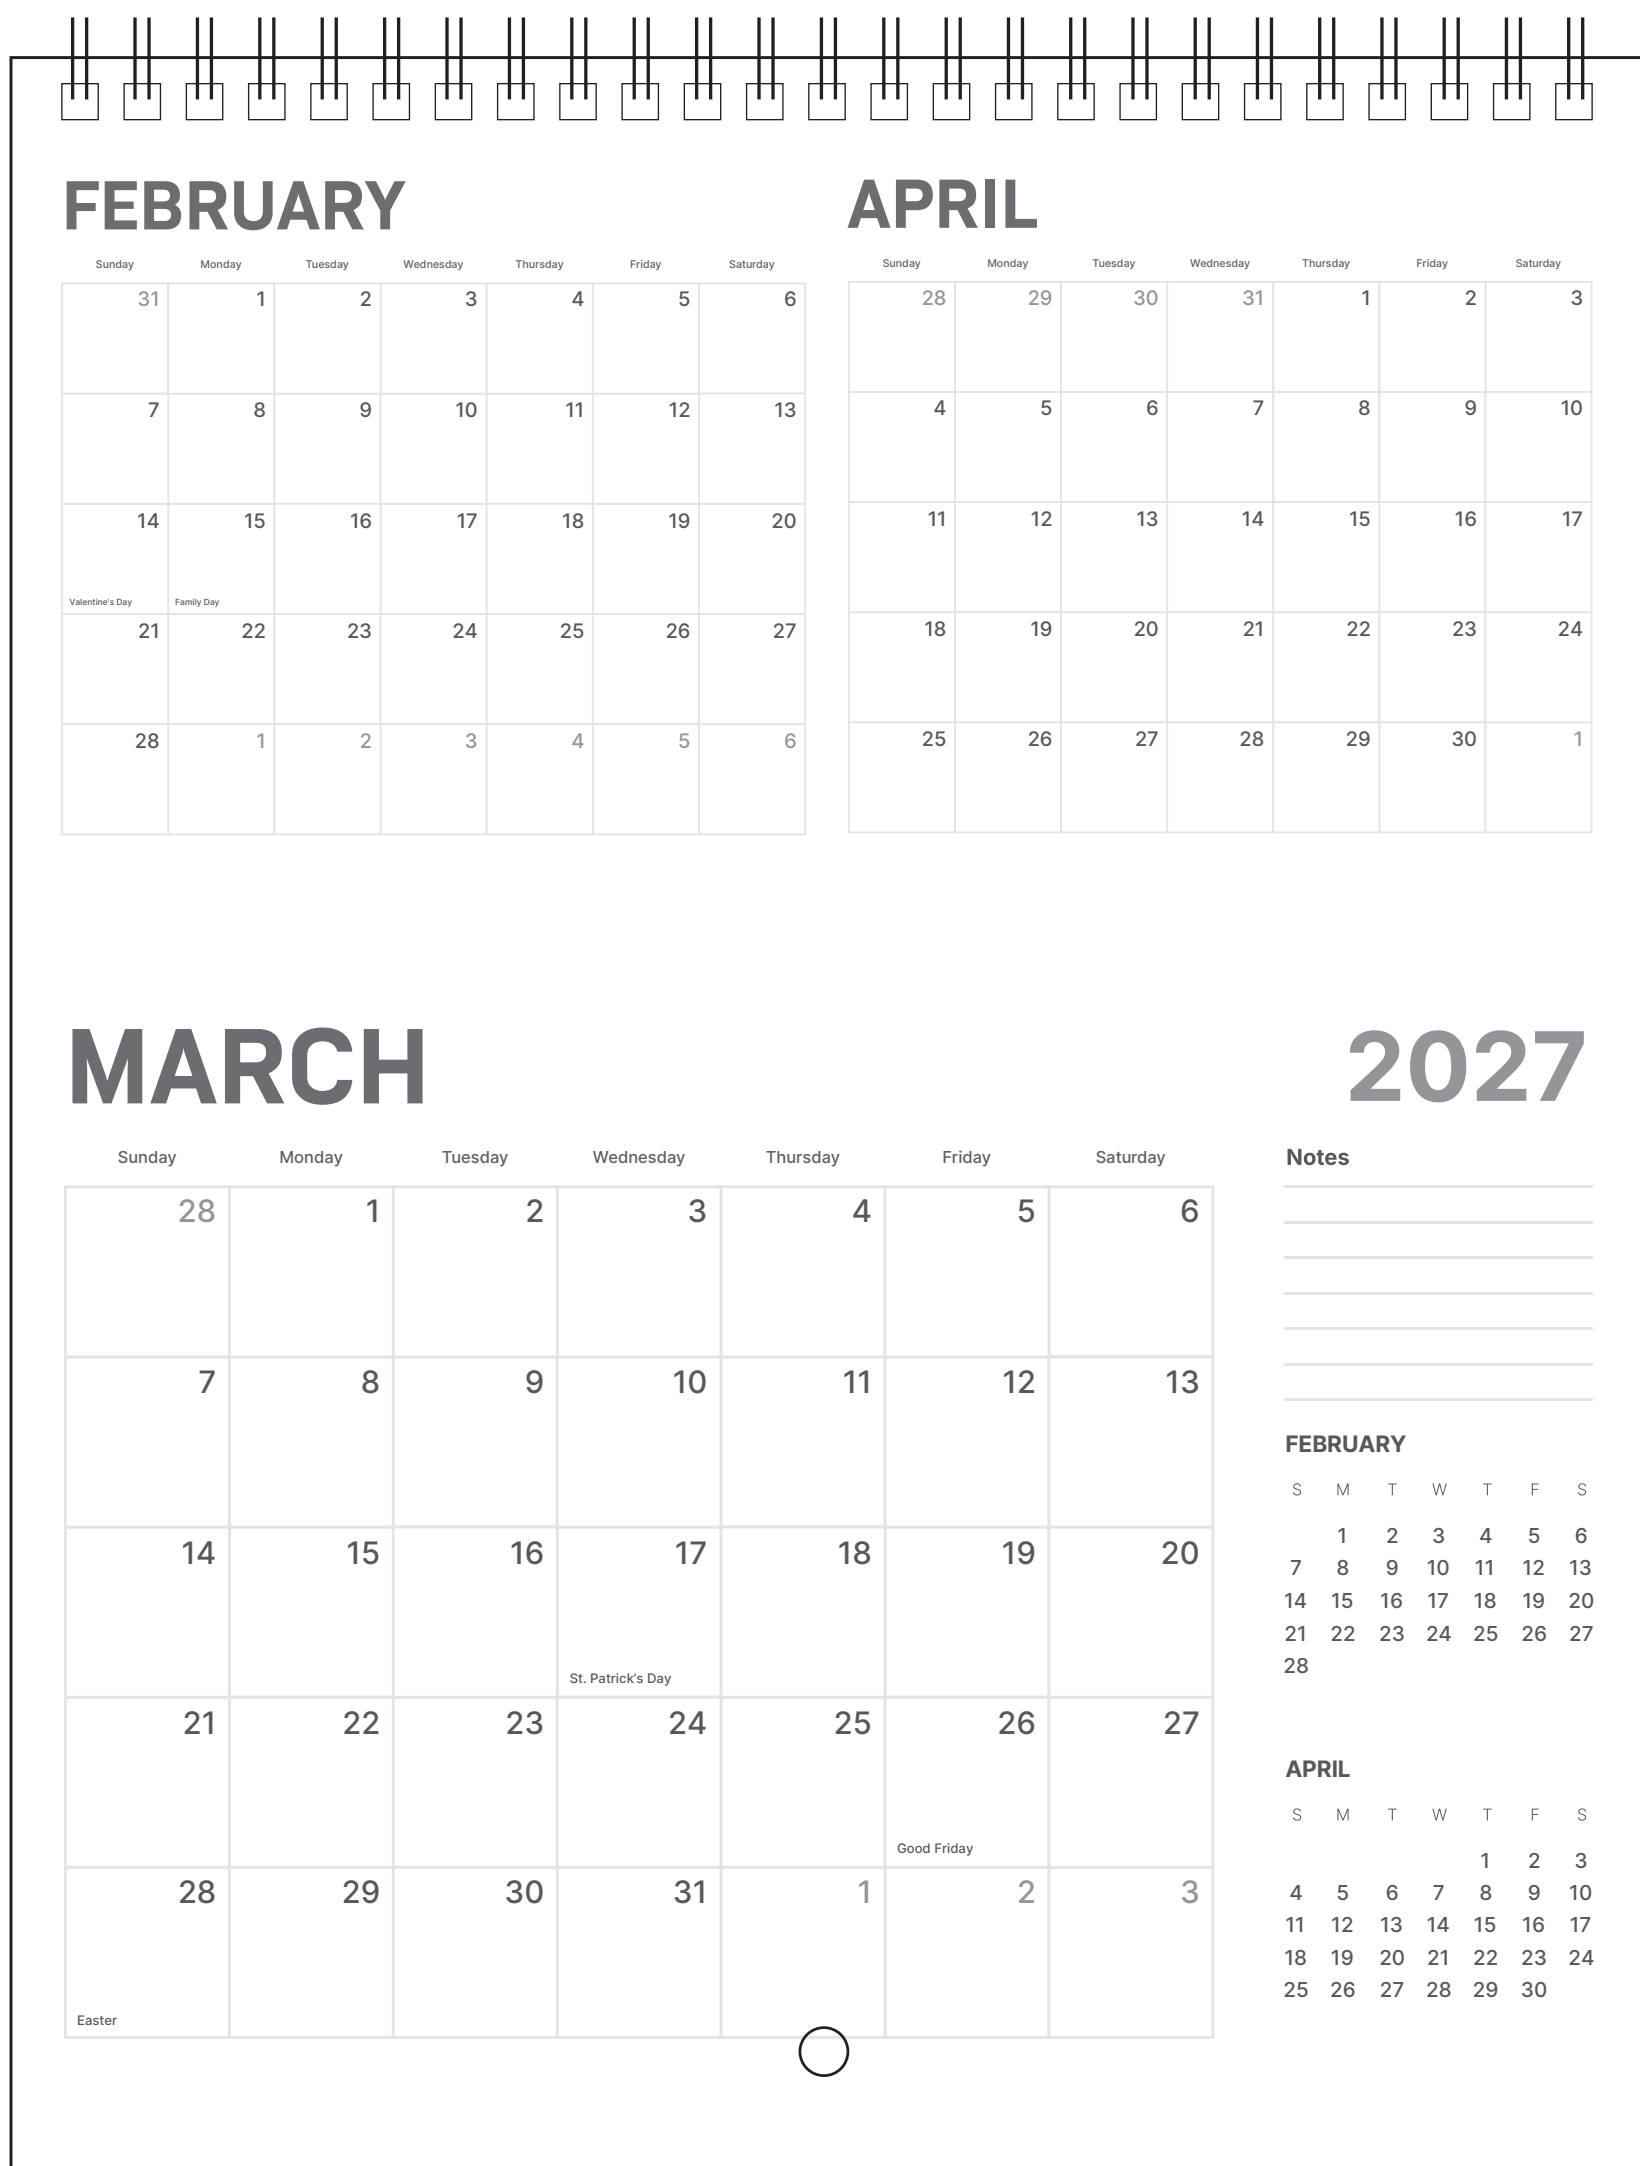 FEBRUARY
Sunday Monday Tuesday Wednesday Thursday Friday Saturday
31 1 2 3 4 5 6
7 8 9 10 11 12 13
14 15 16 17 18 19 20
Valentine's Day Family Day
21 22 23 24 25 26 27
28 1 2 3 4 5 6
APRIL
Sunday Monday Tuesday Wednesday Thursday Friday Saturday
28 29 30 31 1 2 3
4 5 6 7 8 9 10
11 12 13 14 15 16 17
18 19 20 21 22 23 24
25 26 27 28 29 30 1
MARCH
2027
Sunday Monday Tuesday Wednesday Thursday Friday Saturday
28 1 2 3 4 5 6
7 8 9 10 11 12 13
14 15 16 17 18 19 20
St. Patrick's Day
21 22 23 24 25 26 27
Good Friday
28 29 30 31 1 2 3
Easter
Notes
FEBRUARY
S M T W T F S
1 2 3 4 5 6
7 8 9 10 11 12 13
14 15 16 17 18 19 20
21 22 23 24 25 26 27
28
APRIL
S M T W T F S
1 2 3
4 5 6 7 8 9 10
11 12 13 14 15 16 17
18 19 20 21 22 23 24
25 26 27 28 29 30